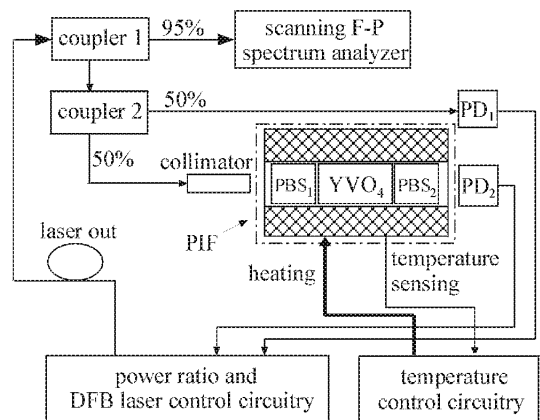 coupler 1
95%
scanning F-P
spectrum analyzer
coupler 2
50%
PD₁
50%
collimator
PBS₁
YVO₄
PBS₂
PD₂
laser out
PIF
heating
temperature
sensing
power ratio and
DFB laser control circuitry
temperature
control circuitry